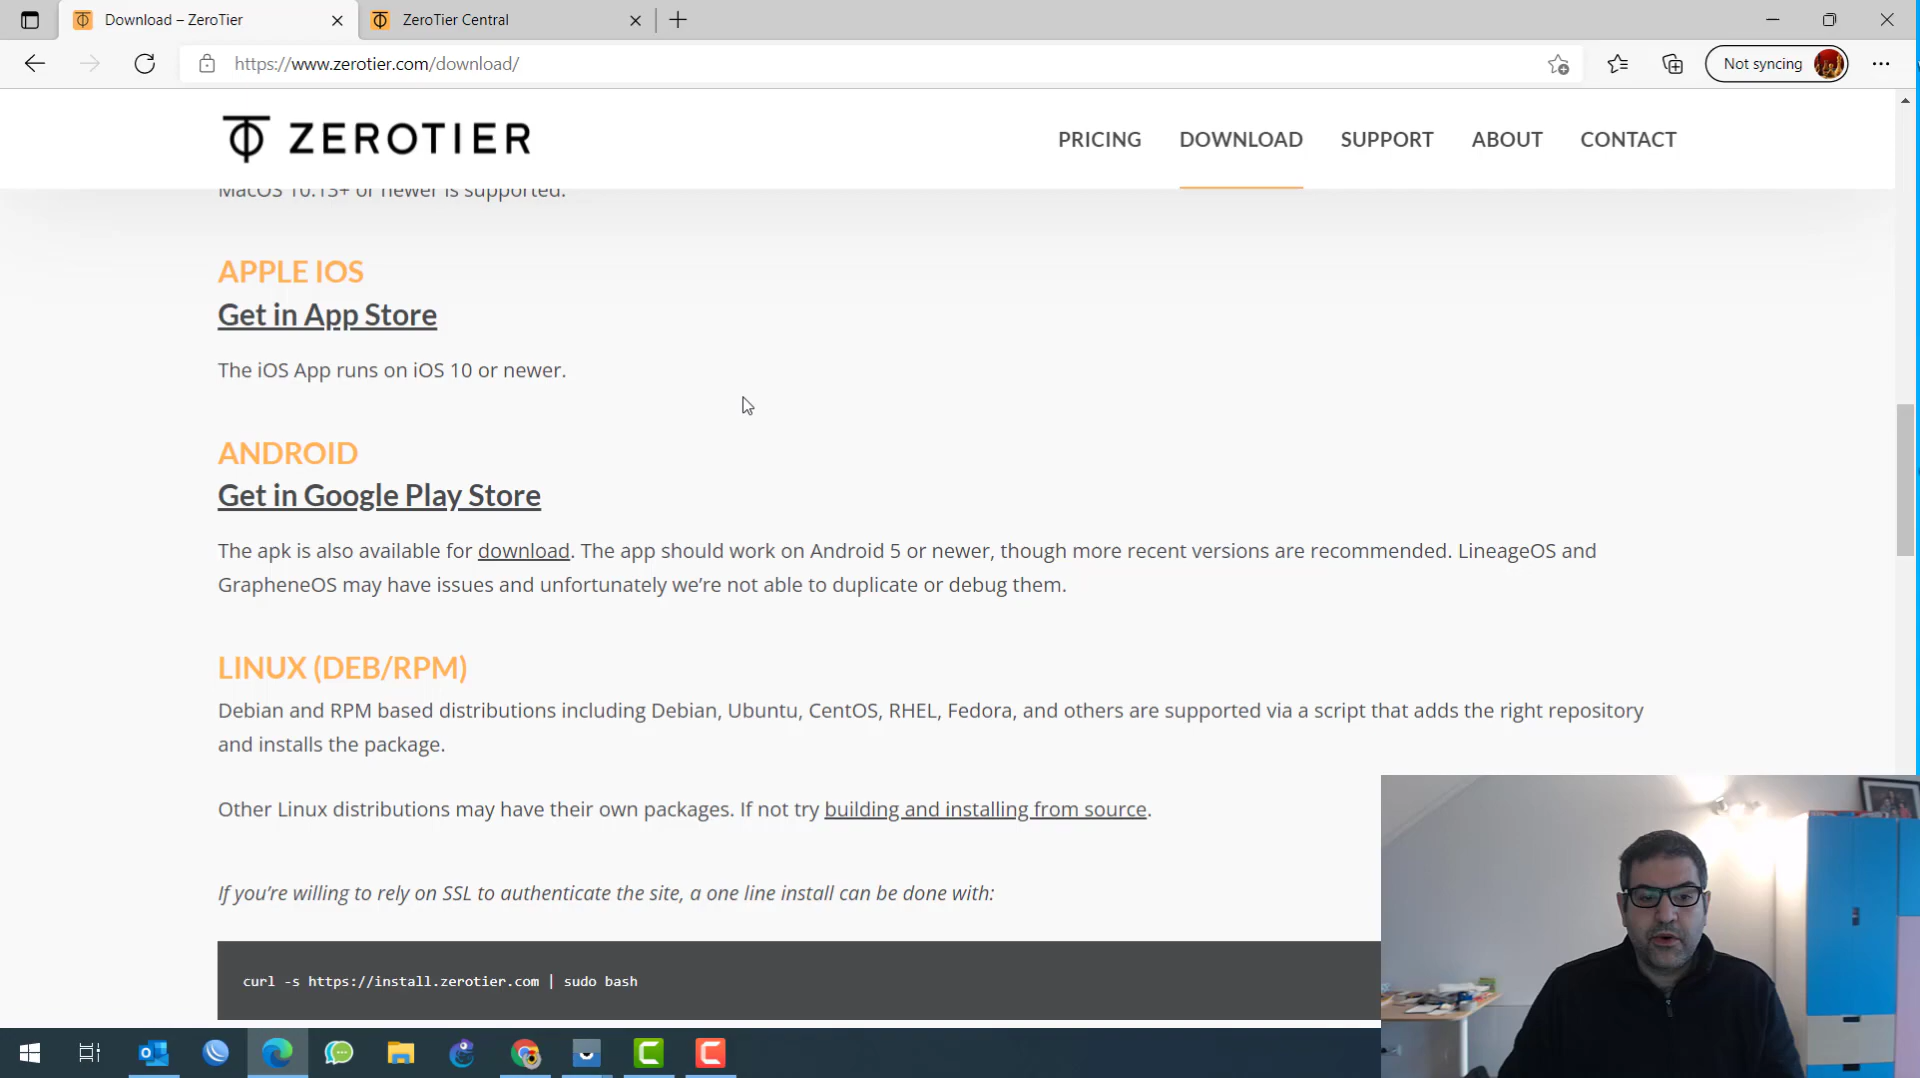 Download – ZeroTier
ZeroTier Central
https://www.zerotier.com/download/
Not syncing
ZEROTIER
PRICING
DOWNLOAD
SUPPORT
ABOUT
CONTACT
MacOS 10.13+ or newer is supported.
APPLE IOS
Get in App Store
The iOS App runs on iOS 10 or newer.
ANDROID
Get in Google Play Store
The apk is also available for download. The app should work on Android 5 or newer, though more recent versions are recommended. LineageOS and
GrapheneOS may have issues and unfortunately we’re not able to duplicate or debug them.
LINUX (DEB/RPM)
Debian and RPM based distributions including Debian, Ubuntu, CentOS, RHEL, Fedora, and others are supported via a script that adds the right repository
and installs the package.
Other Linux distributions may have their own packages. If not try building and installing from source.
If you’re willing to rely on SSL to authenticate the site, a one line install can be done with:
curl -s https://install.zerotier.com | sudo bash